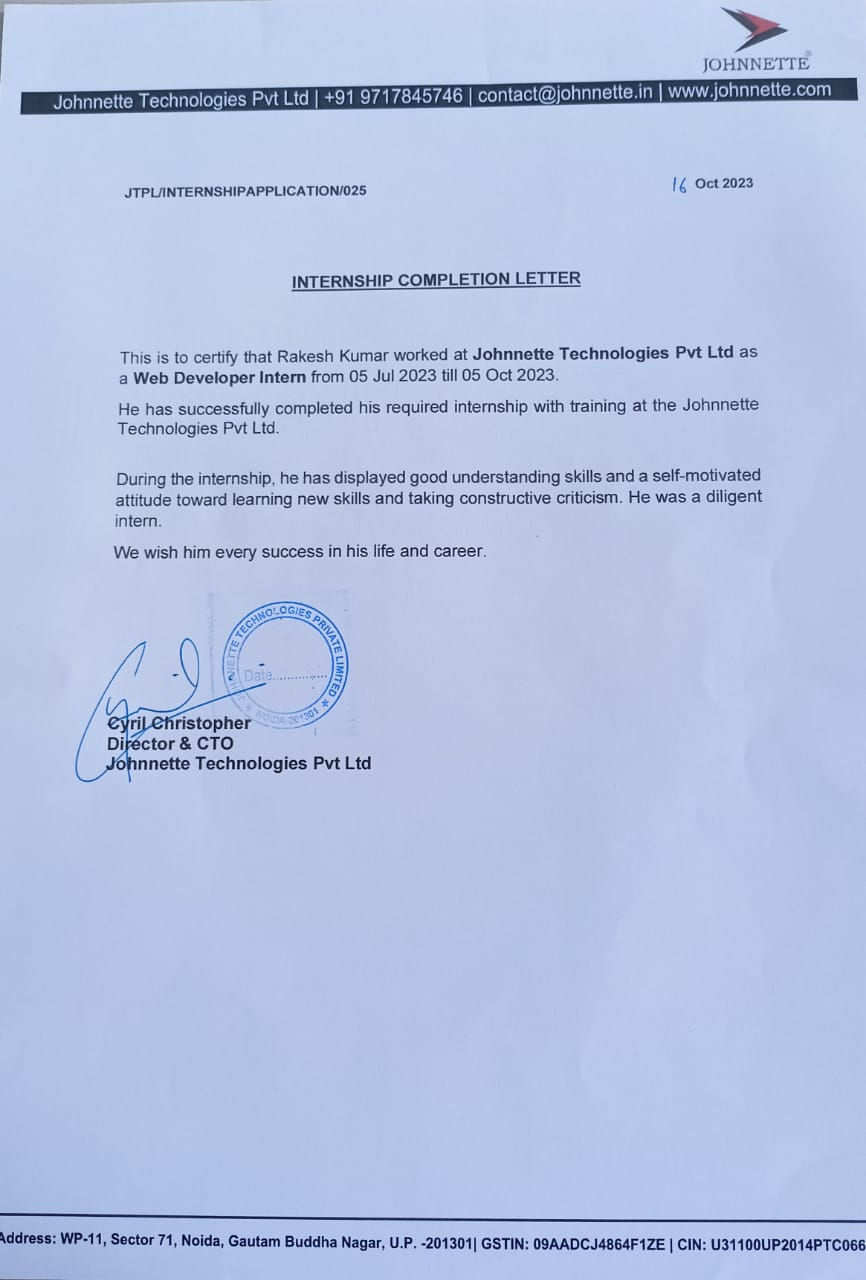 JOHNNETTE®
Johnnette Technologies Pvt Ltd | +91 9717845746 | contact@johnnette.in | www.johnnette.com
JTPL/INTERNSHIPAPPLICATION/025
16 Oct 2023
INTERNSHIP COMPLETION LETTER
This is to certify that Rakesh Kumar worked at Johnnette Technologies Pvt Ltd as
a Web Developer Intern from 05 Jul 2023 till 05 Oct 2023.
He has successfully completed his required internship with training at the Johnnette
Technologies Pvt Ltd.
During the internship, he has displayed good understanding skills and a self-motivated
attitude toward learning new skills and taking constructive criticism. He was a diligent
intern.
We wish him every success in his life and career.
TECHNOLOGIES PRIVATE LIMITED ★
NOIDA-201301 ★
Date..............
Cyril Christopher
Director & CTO
Johnnette Technologies Pvt Ltd
Address: WP-11, Sector 71, Noida, Gautam Buddha Nagar, U.P. -201301| GSTIN: 09AADCJ4864F1ZE | CIN: U31100UP2014PTC066